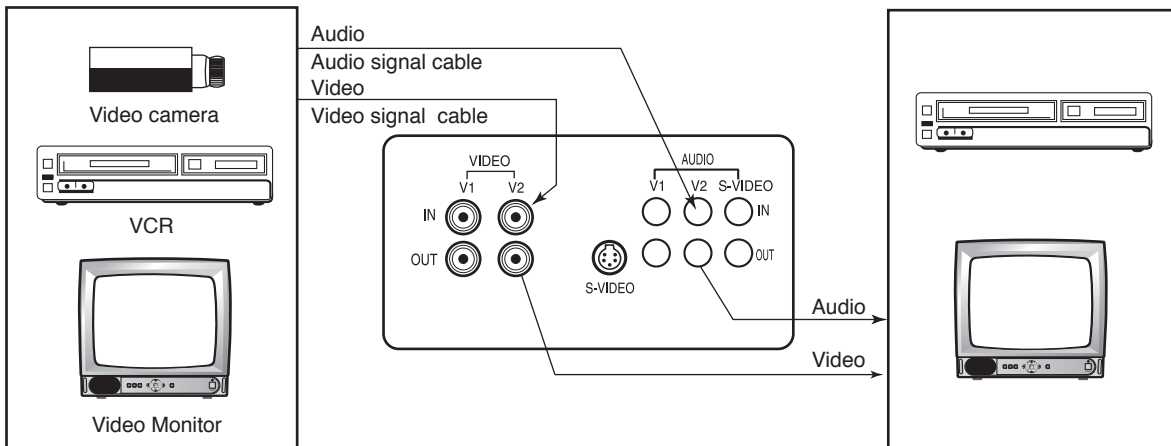 Audio
Audio signal cable
Video
Video signal cable
Video camera
VCR
Video Monitor
VIDEO
V1 V2
IN
OUT
S-VIDEO
AUDIO
V1 V2 S-VIDEO
IN
OUT
Audio
Video